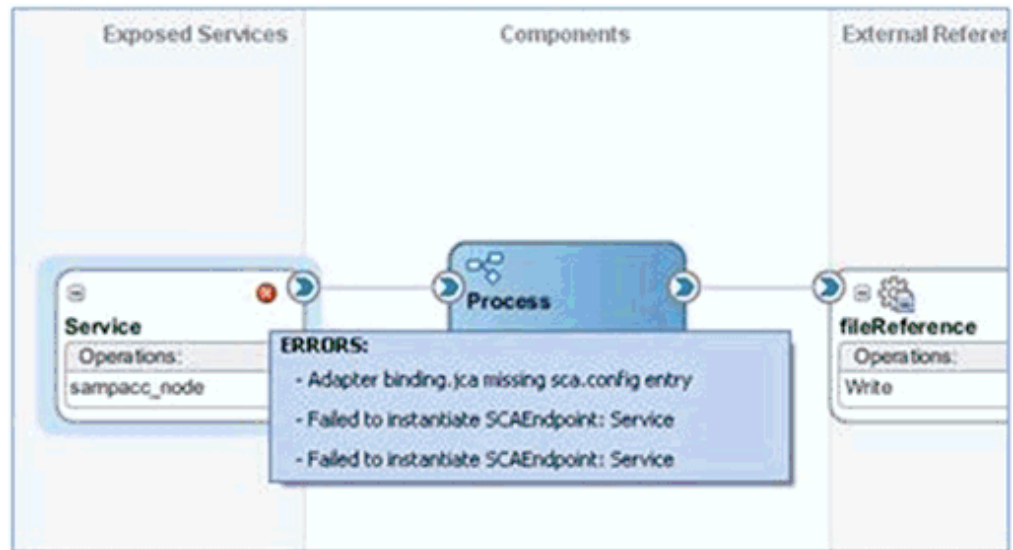 Exposed Services
Components
External Referen
Process
Service
Operations:
sampacc_node
ERRORS:
- Adapter binding.jca missing sca.config entry
- Failed to instantiate SCAEndpoint: Service
- Failed to instantiate SCAEndpoint: Service
fileReference
Operations:
Write